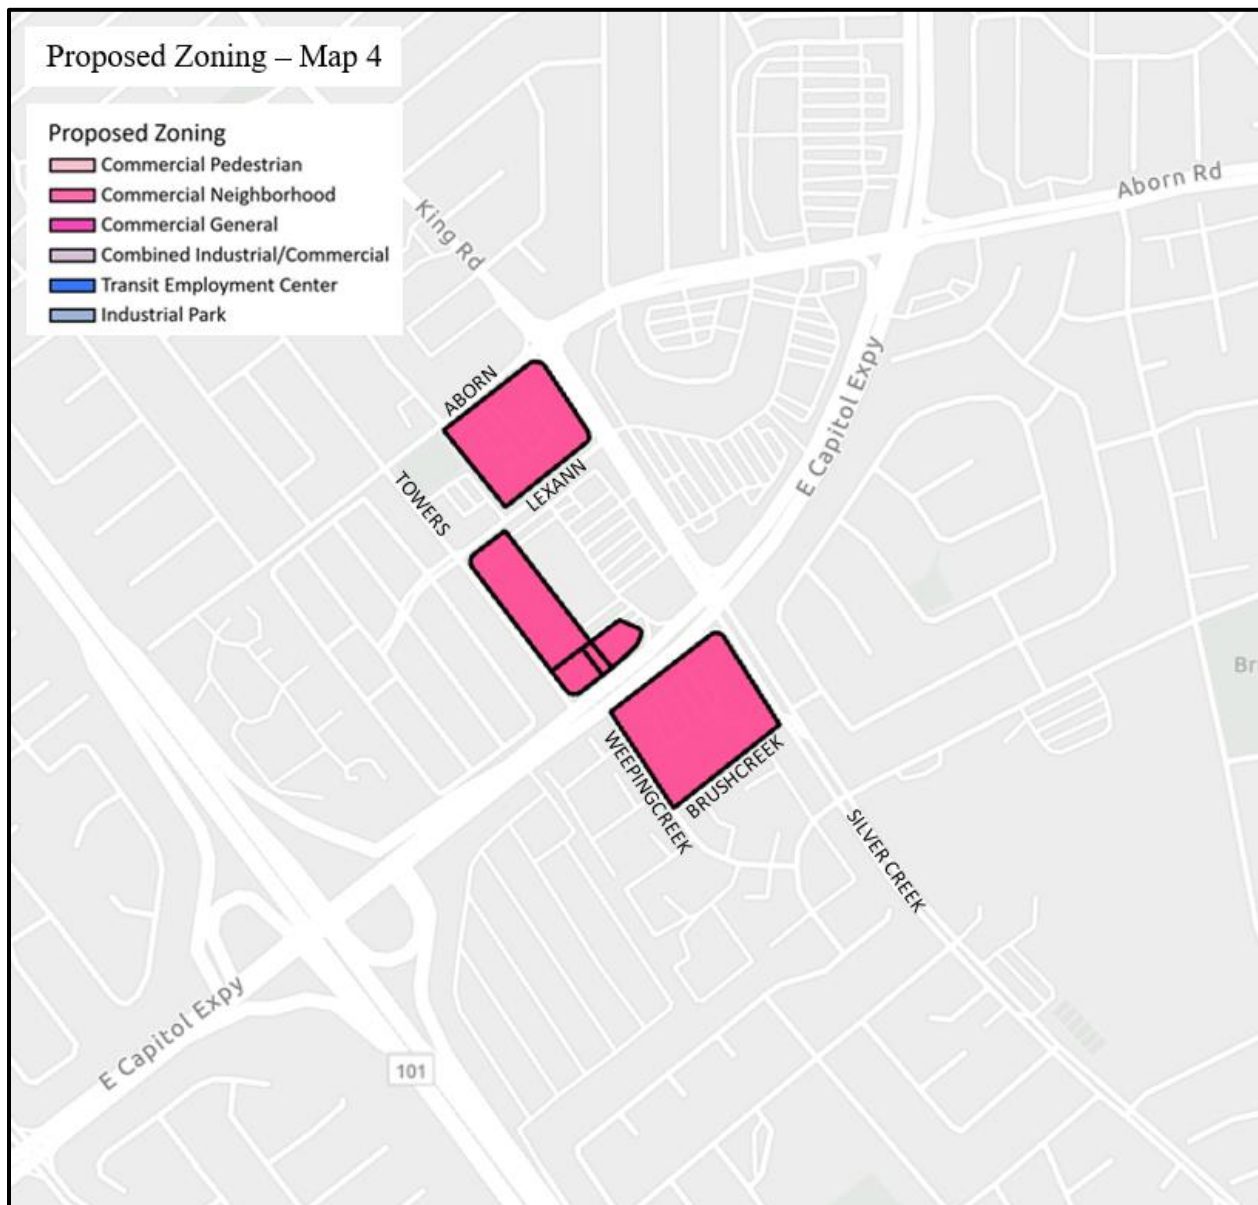 Proposed Zoning – Map 4
Proposed Zoning
Commercial Pedestrian
Commercial Neighborhood
Commercial General
Combined Industrial/Commercial
Transit Employment Center
Industrial Park
Aborn Rd
King Rd
E Capitol Expy
ABORN
LEXANN
TOWERS
Br
WEEPINGCREEK
BRUSHCREEK
SILVER CREEK
E Capitol Expy
101